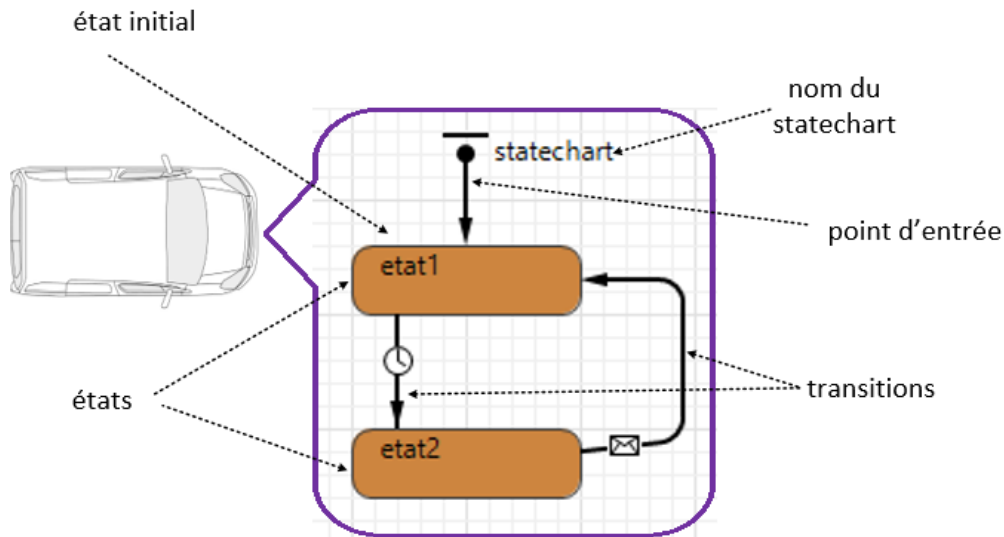 état initial
nom du
statechart
statechart
point d'entrée
etat1
états
transitions
etat2